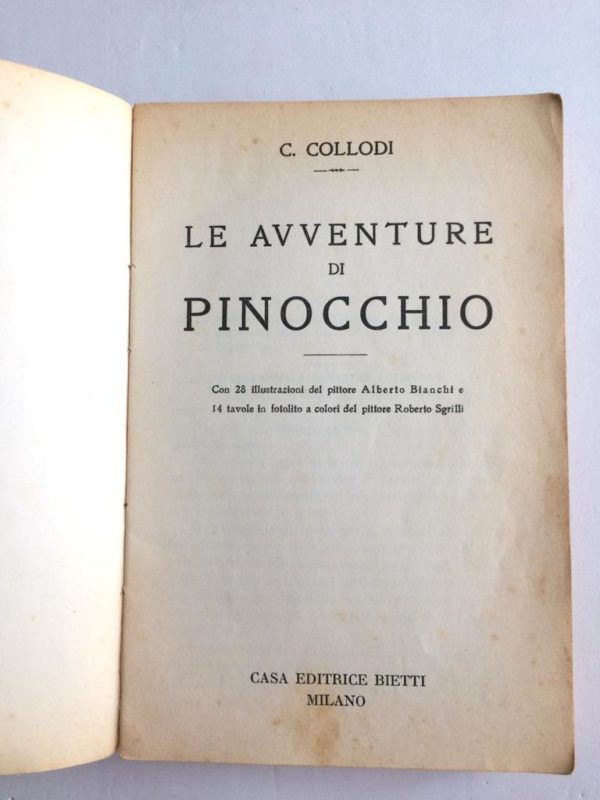 C. COLLODI
LE AVVENTURE
DI
PINOCCHIO
Con 28 illustrazioni del pittore Alberto Bianchi e
14 tavole in fotolito a colori del pittore Roberto Sgrilli
CASA EDITRICE BIETTI
MILANO